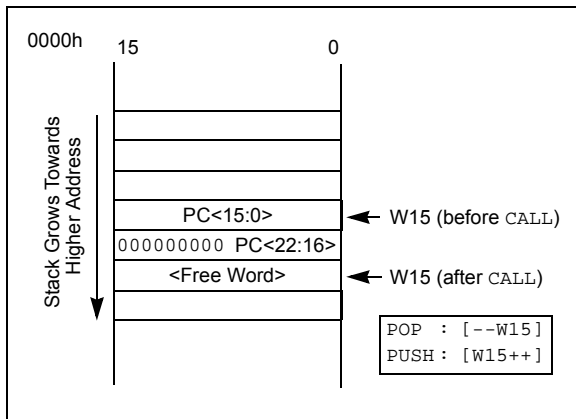 0000h
15 0
Stack Grows Towards
Higher Address
PC<15:0>
W15 (before CALL)
000000000 PC<22:16>
<Free Word>
W15 (after CALL)
POP : [--W15]
PUSH : [W15++]